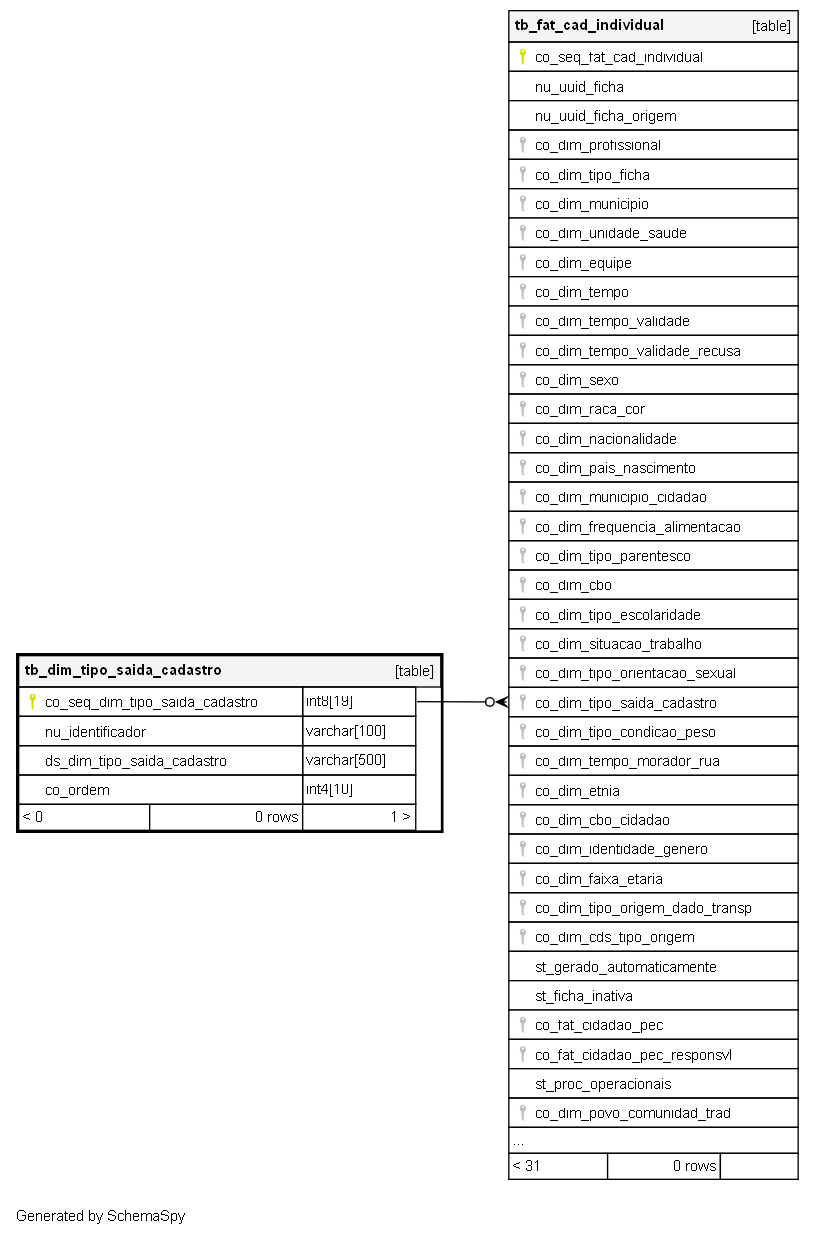 tb_fat_cad_individual [table]
co_seq_fat_cad_individual
nu_uuid_ficha
nu_uuid_ficha_origem
co_dim_profissional
co_dim_tipo_ficha
co_dim_municipio
co_dim_unidade_saude
co_dim_equipe
co_dim_tempo
co_dim_tempo_validade
co_dim_tempo_validade_recusa
co_dim_sexo
co_dim_raca_cor
co_dim_nacionalidade
co_dim_pais_nascimento
co_dim_municipio_cidadao
co_dim_frequencia_alimentacao
co_dim_tipo_parentesco
co_dim_cbo
co_dim_tipo_escolaridade
co_dim_situacao_trabalho
co_dim_tipo_orientacao_sexual
co_dim_tipo_saida_cadastro
co_dim_tipo_condicao_peso
co_dim_tempo_morador_rua
co_dim_etnia
co_dim_cbo_cidadao
co_dim_identidade_genero
co_dim_faixa_etaria
co_dim_tipo_origem_dado_transp
co_dim_cds_tipo_origem
st_gerado_automaticamente
st_ficha_inativa
co_fat_cidadao_pec
co_fat_cidadao_pec_responsvl
st_proc_operacionais
co_dim_povo_comunidad_trad
...
< 31 0 rows
tb_dim_tipo_saida_cadastro [table]
co_seq_dim_tipo_saida_cadastro int8[19]
nu_identificador varchar[100]
ds_dim_tipo_saida_cadastro varchar[500]
co_ordem int4[10]
< 0 0 rows 1 >
Generated by SchemaSpy